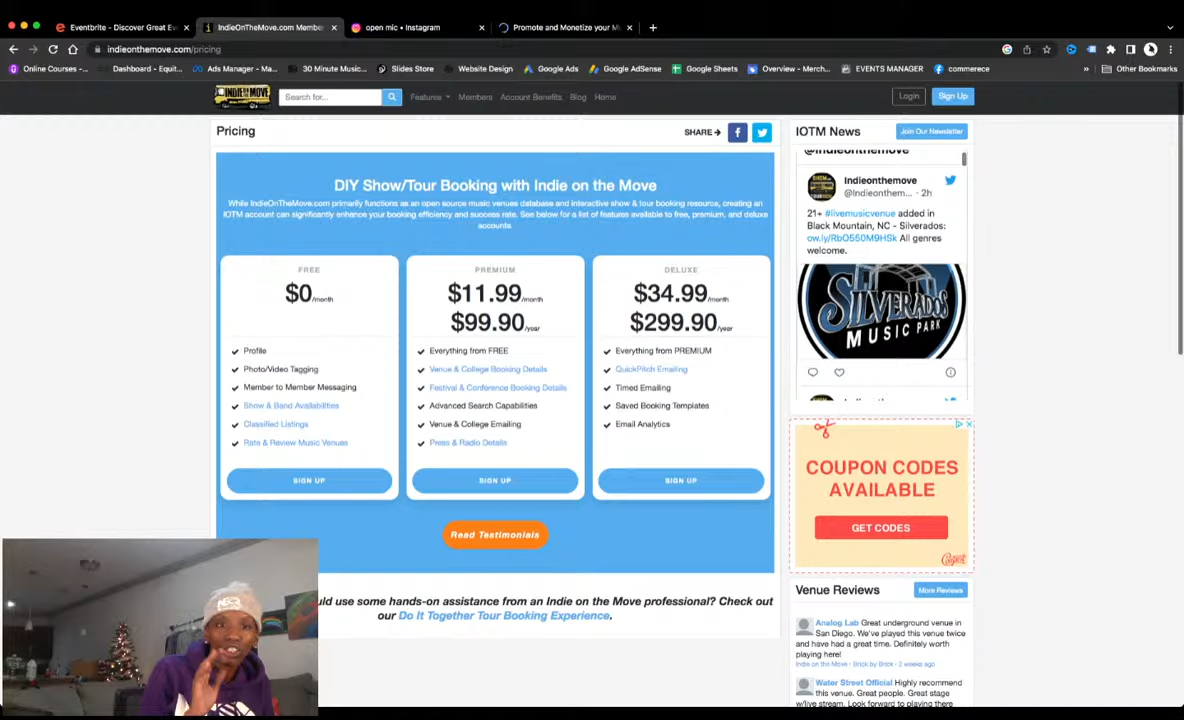 Eventbrite - Discover Great Ev
IndieOnTheMove.com Membe
open mic • Instagram
Promote and Monetize your M
indieonthemove.com/pricing
Online Courses -...
Dashboard - Equit...
Ads Manager - Ma...
30 Minute Music...
Slides Store
Website Design
Google Ads
Google AdSense
Google Sheets
Overview - Merch...
EVENTS MANAGER
commerece
»
Other Bookmarks
Search for...
Features
Members
Account Benefits
Blog
Home
Login
Sign Up
Pricing
SHARE
DIY Show/Tour Booking with Indie on the Move
While IndieOnTheMove.com primarily functions as an open source music venues database and interactive show & tour booking resource, creating an
IOTM account can significantly enhance your booking efficiency and success rate. See below for a list of features available to free, premium, and deluxe
accounts.
FREE
$0/month
Profile
Photo/Video Tagging
Member to Member Messaging
Show & Band Availabilities
Classified Listings
Rate & Review Music Venues
SIGN UP
PREMIUM
$11.99/month
$99.90/year
Everything from FREE
Venue & College Booking Details
Festival & Conference Booking Details
Advanced Search Capabilities
Venue & College Emailing
Press & Radio Details
SIGN UP
DELUXE
$34.99/month
$299.90/year
Everything from PREMIUM
QuickPitch Emailing
Timed Emailing
Saved Booking Templates
Email Analytics
SIGN UP
Read Testimonials
uld use some hands-on assistance from an Indie on the Move professional? Check out
our Do It Together Tour Booking Experience.
IOTM News
Join Our Newsletter
@indieonthemove
Indieonthemove
@Indieonthem... · 2h
21+ #livemusicvenue added in
Black Mountain, NC - Silverados:
ow.ly/RbO550M9HSk All genres
welcome.
SILVERADOS
MUSIC PARK
COUPON CODES
AVAILABLE
GET CODES
Venue Reviews
More Reviews
Analog Lab Great underground venue in
San Diego. We've played this venue twice
and have had a great time. Definitely worth
playing here!
Indie on the Move - Brick by Brick - 2 weeks ago
Water Street Official Highly recommend
this venue. Great people. Great stage
w/live stream. Look forward to playing there